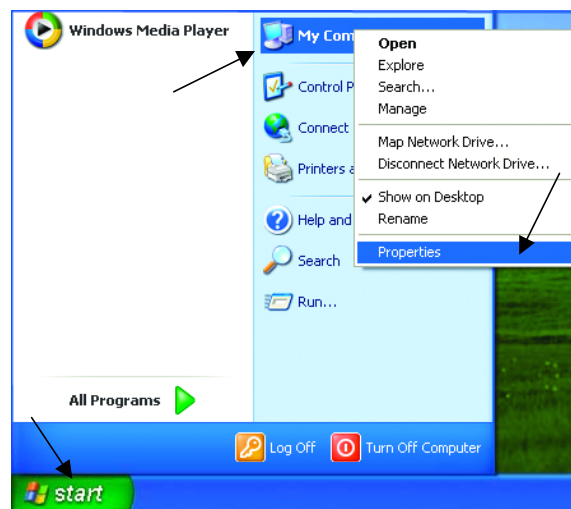 Windows Media Player
My Com
Control P
Connect
Printers a
Help and
Search
Run...
Open
Explore
Search...
Manage
Map Network Drive...
Disconnect Network Drive...
Show on Desktop
Rename
Properties
All Programs
Log Off
Turn Off Computer
start